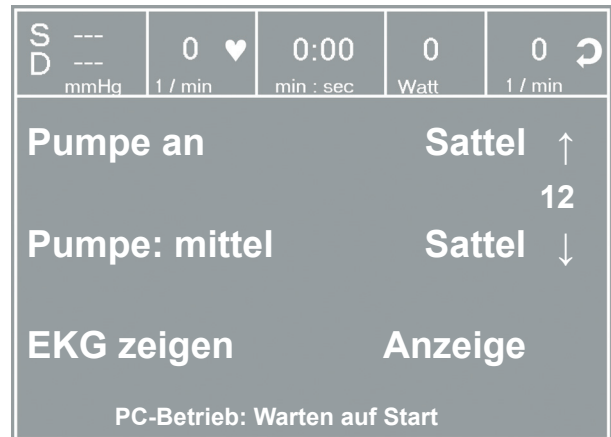 S --- 0 ♥ 0:00 0 0
D ---
mmHg 1 / min min : sec Watt 1 / min
Pumpe an Sattel ↑
12
Pumpe: mittel Sattel ↓
EKG zeigen Anzeige
PC-Betrieb: Warten auf Start